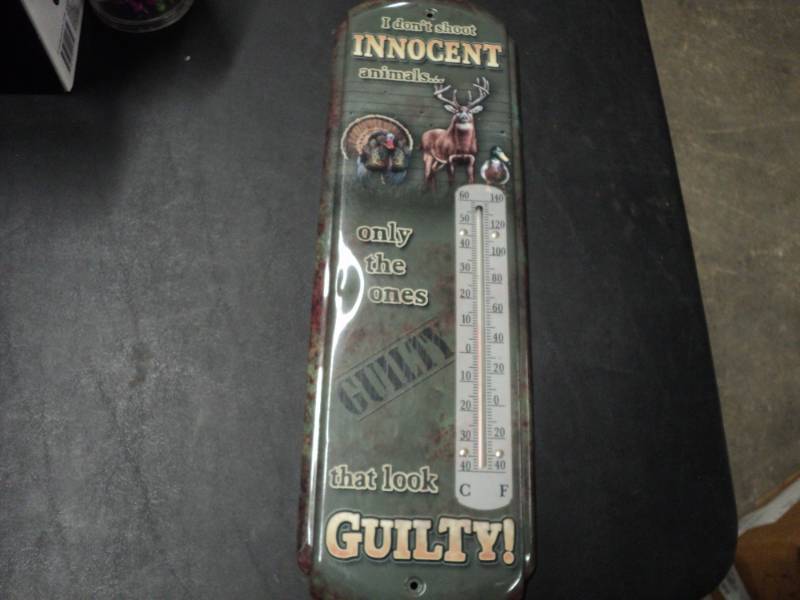 I don't shoot
INNOCENT
animals...
60 140
50 120
40 100
30 80
20 60
10 40
0 20
10 0
20 20
30 40
40
C F
only
the
ones
GUILTY
that look
GUILTY!